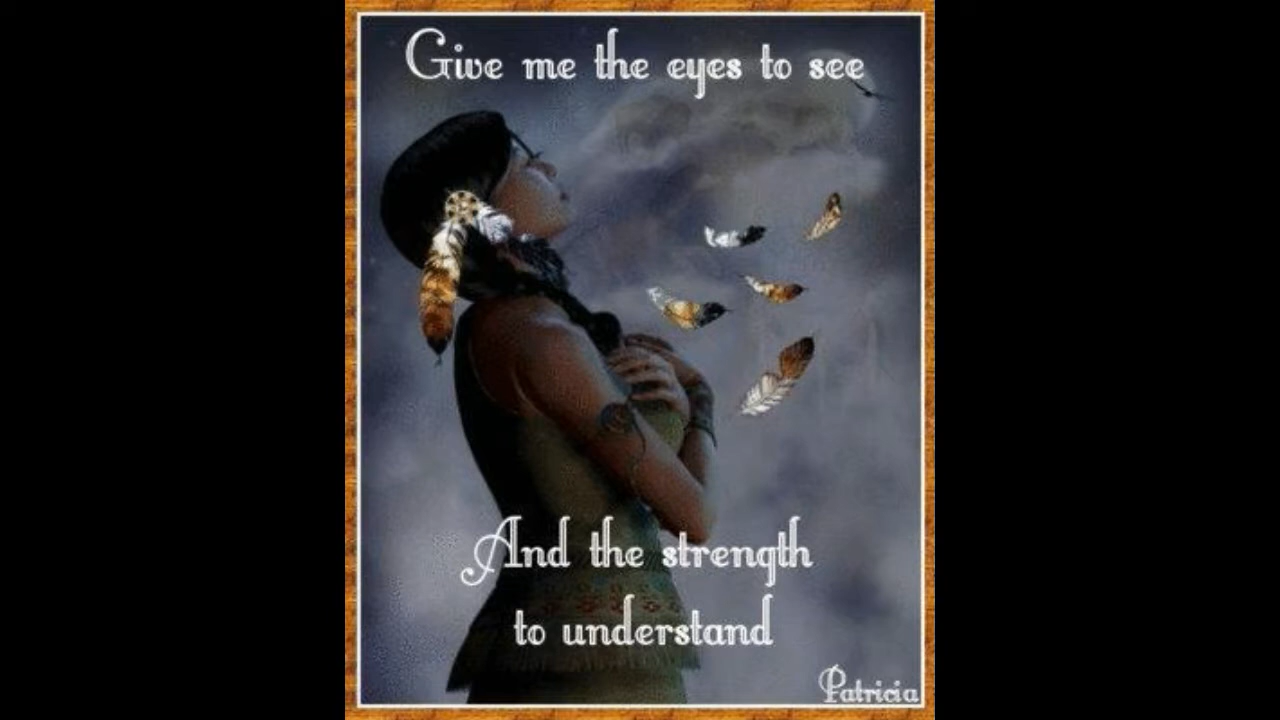 Give me the eyes to see
And the strength
to understand
Patricia